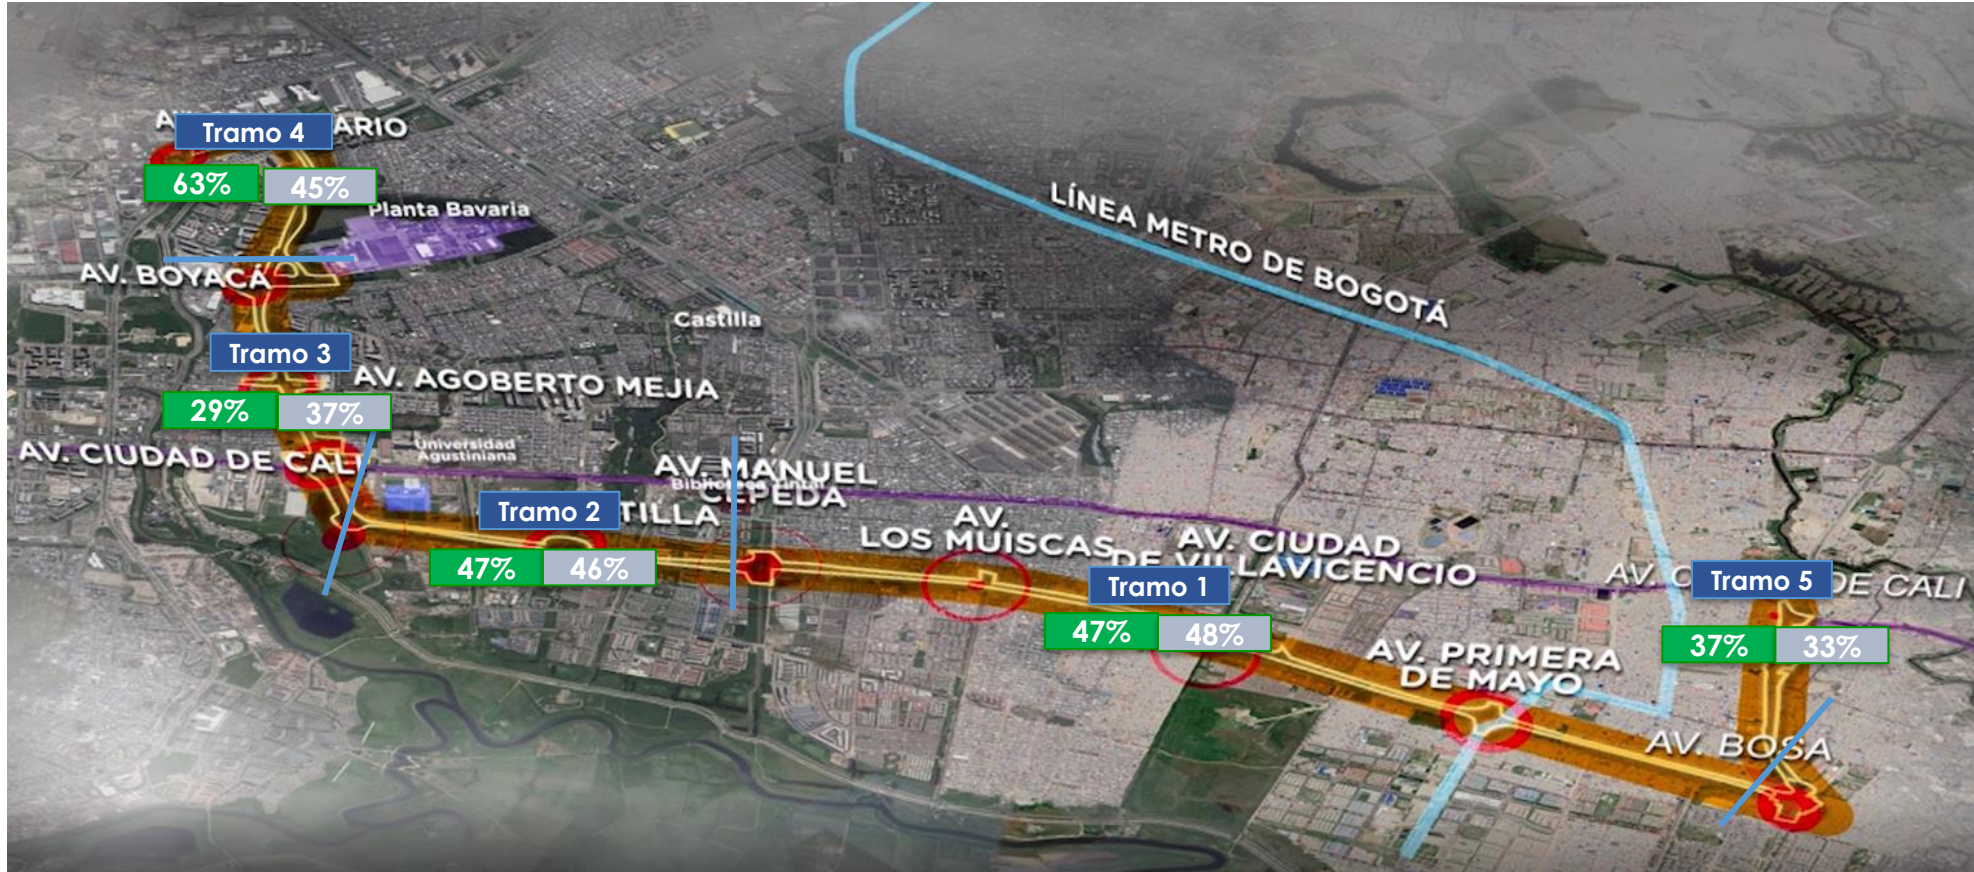 ARIO
Tramo 4
63%
45%
Planta Bavaria
AV. BOYACÁ
Castilla
Tramo 3
AV. AGOBERTO MEJIA
29%
37%
Universidad
Agustiniana
AV. CIUDAD DE CALI
AV. MANUEL
CEPEDA
Tramo 2
TILLA
47%
46%
LÍNEA METRO DE BOGOTÁ
AV.
LOS MUISCAS
AV. CIUDAD
DE VILLAVICENCIO
Tramo 1
47%
48%
AV. PRIMERA
DE MAYO
AV.
Tramo 5
DE CALI
37%
33%
AV. BOSA